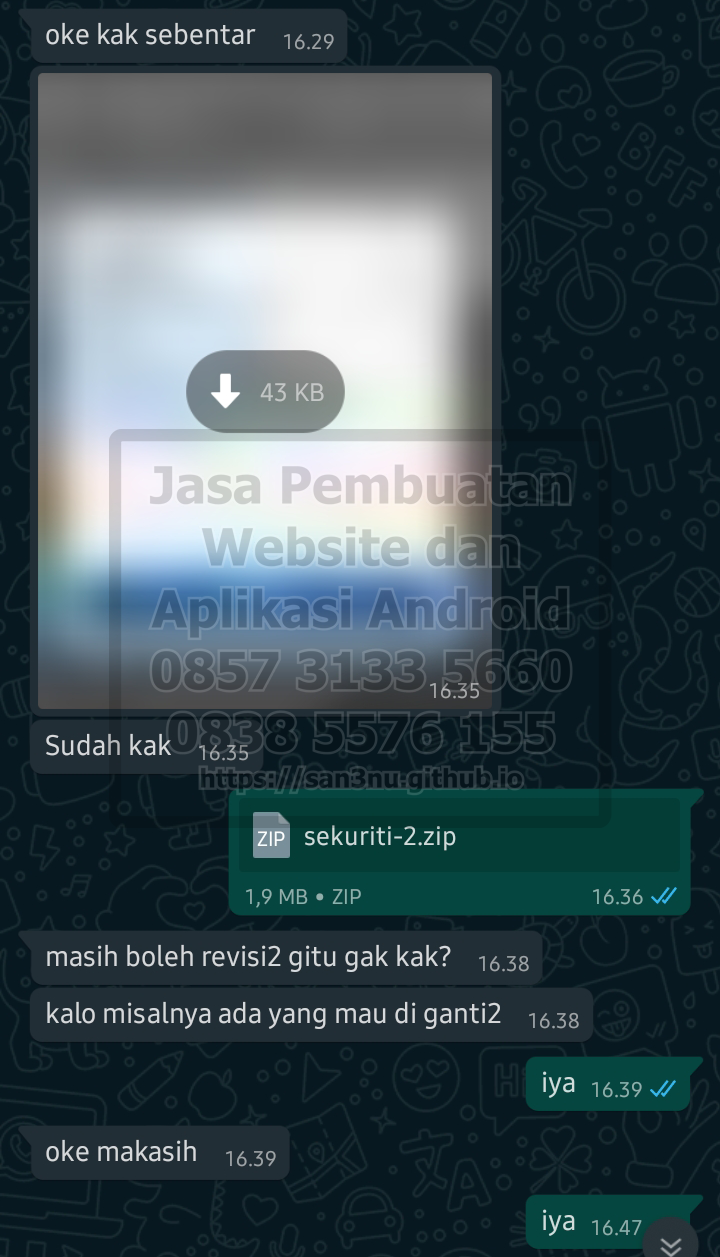 oke kak sebentar 16.29
43 KB
Jasa Pembuatan
Website dan
Aplikasi Android
0857 3133 5660
16.35
0838 5576 155
Sudah kak 16.35
https://san3nu.github.io
ZIP sekuriti-2.zip
1,9 MB • ZIP 16.36
masih boleh revisi2 gitu gak kak? 16.38
kalo misalnya ada yang mau di ganti2 16.38
iya 16.39
oke makasih 16.39
iya 16.47